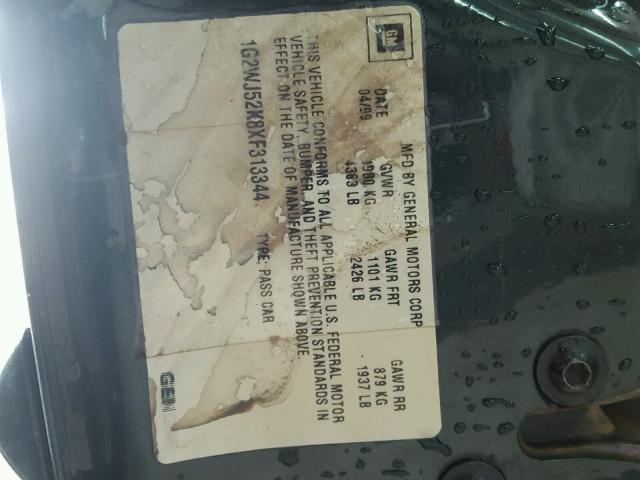 GM
MFD BY GENERAL MOTORS CORP
DATE GVWR GAWR FRT GAWR RR
04/99 1980 KG 1101 KG 879 KG
4363 LB 2426 LB 1937 LB
THIS VEHICLE CONFORMS TO ALL APPLICABLE U.S. FEDERAL MOTOR
VEHICLE SAFETY, BUMPER, AND THEFT PREVENTION STANDARDS IN
EFFECT ON THE DATE OF MANUFACTURE SHOWN ABOVE.
1G2WJ52K8XF313344 TYPE: PASS CAR